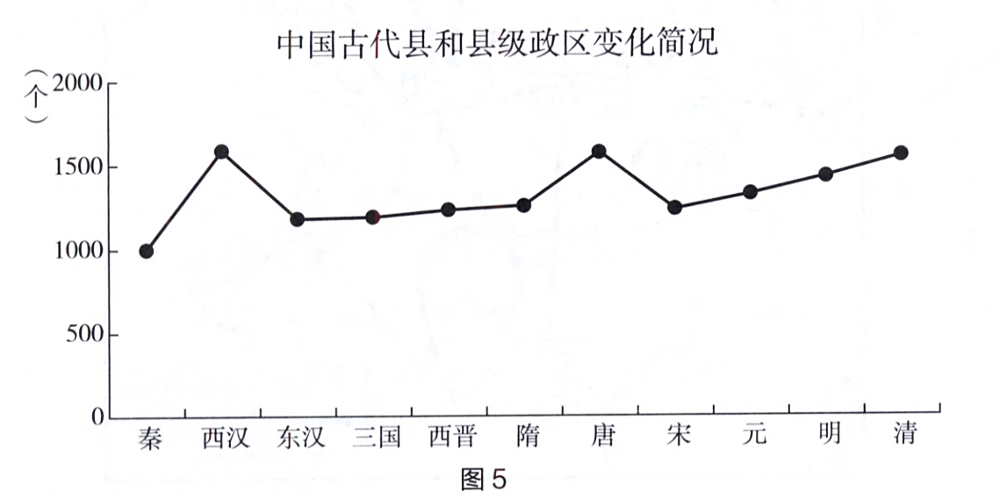 中国古代县和县级政区变化简况
（个）
2000
1500
1000
500
0
秦 西汉 东汉 三国 西晋 隋 唐 宋 元 明 清
图5